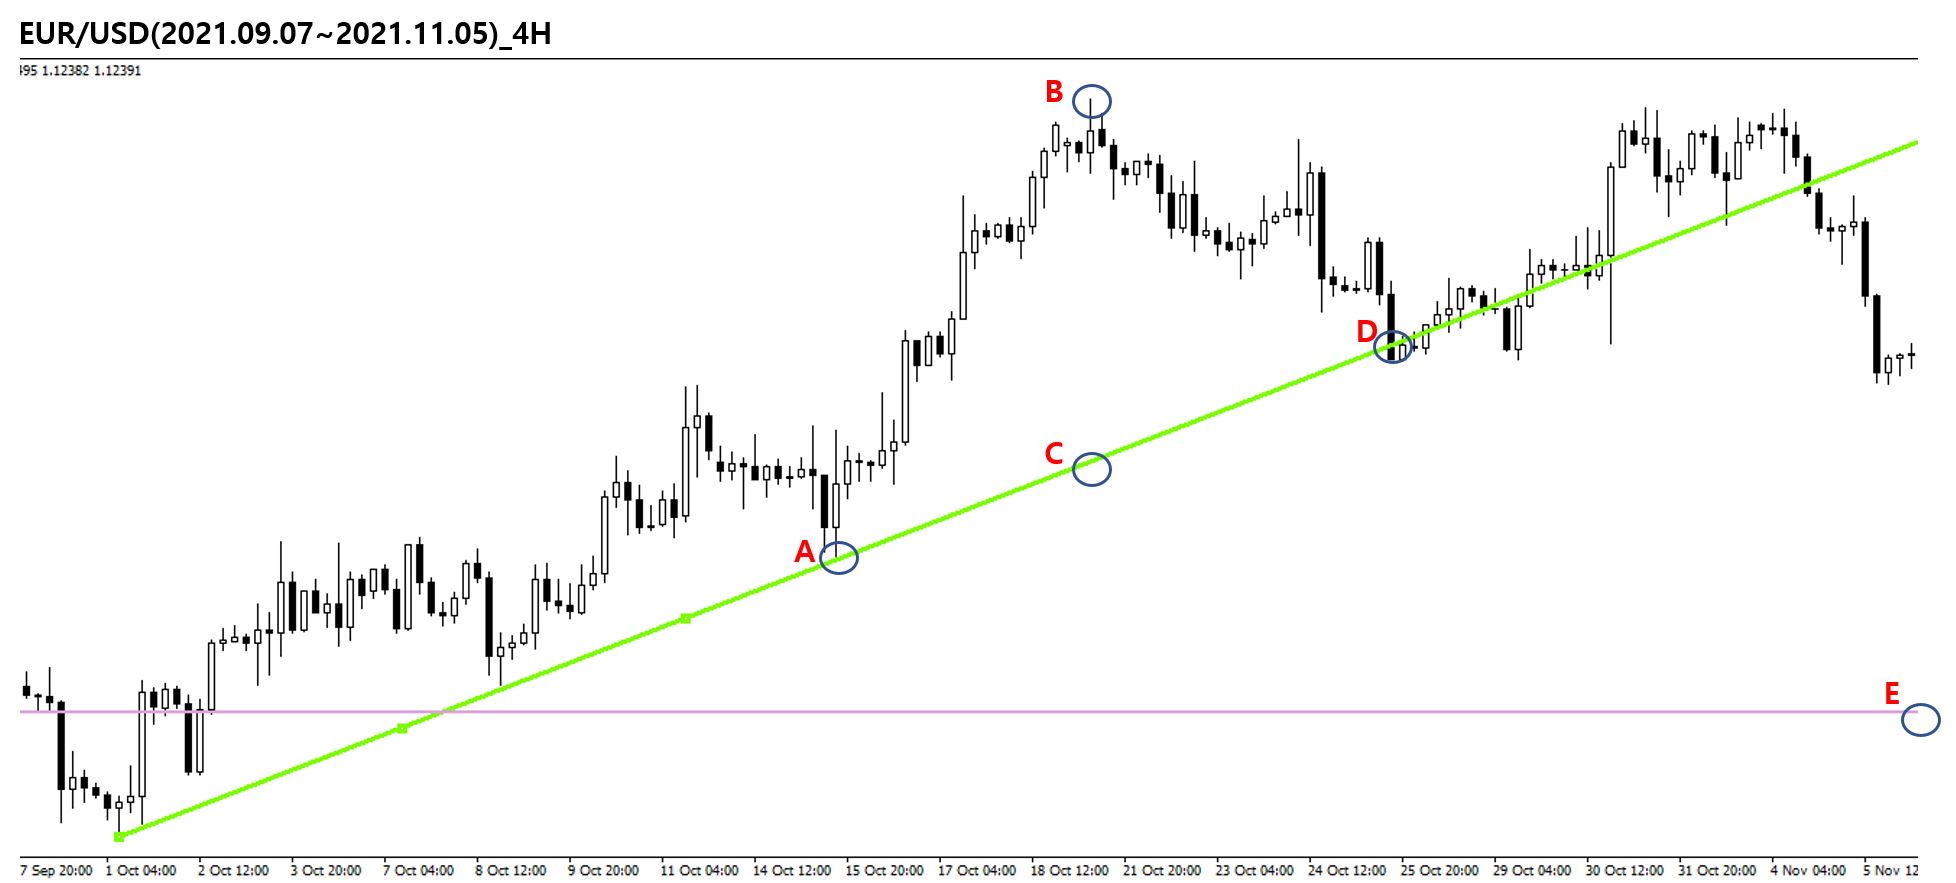 EUR/USD(2021.09.07~2021.11.05)_4H
495 1.12382 1.12391
B
D
C
A
E
7 Sep 20:00 1 Oct 04:00 2 Oct 12:00 3 Oct 20:00 7 Oct 04:00 8 Oct 12:00 9 Oct 20:00 11 Oct 04:00 14 Oct 12:00 15 Oct 20:00 17 Oct 04:00 18 Oct 12:00 21 Oct 20:00 23 Oct 04:00 24 Oct 12:00 25 Oct 20:00 29 Oct 04:00 30 Oct 12:00 31 Oct 20:00 4 Nov 04:00 5 Nov 12